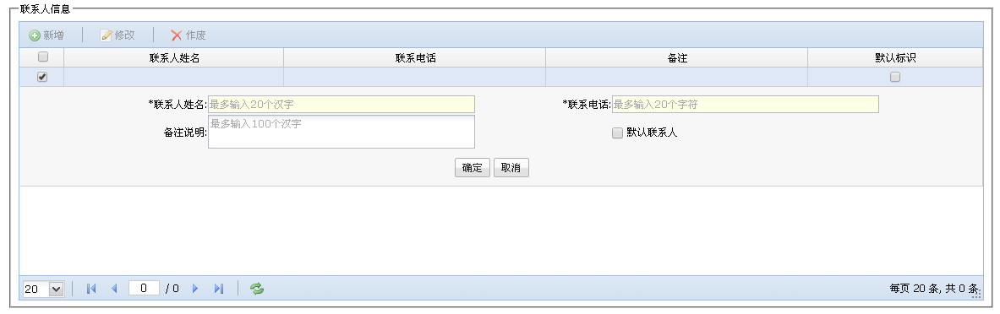 联系人信息
新增 修改 作废
联系人姓名 联系电话 备注 默认标识
*联系人姓名: 最多输入20个汉字 *联系电话: 最多输入20个字符
备注说明: 最多输入100个汉字 默认联系人
确定 取消
20 0 / 0 每页 20 条, 共 0 条